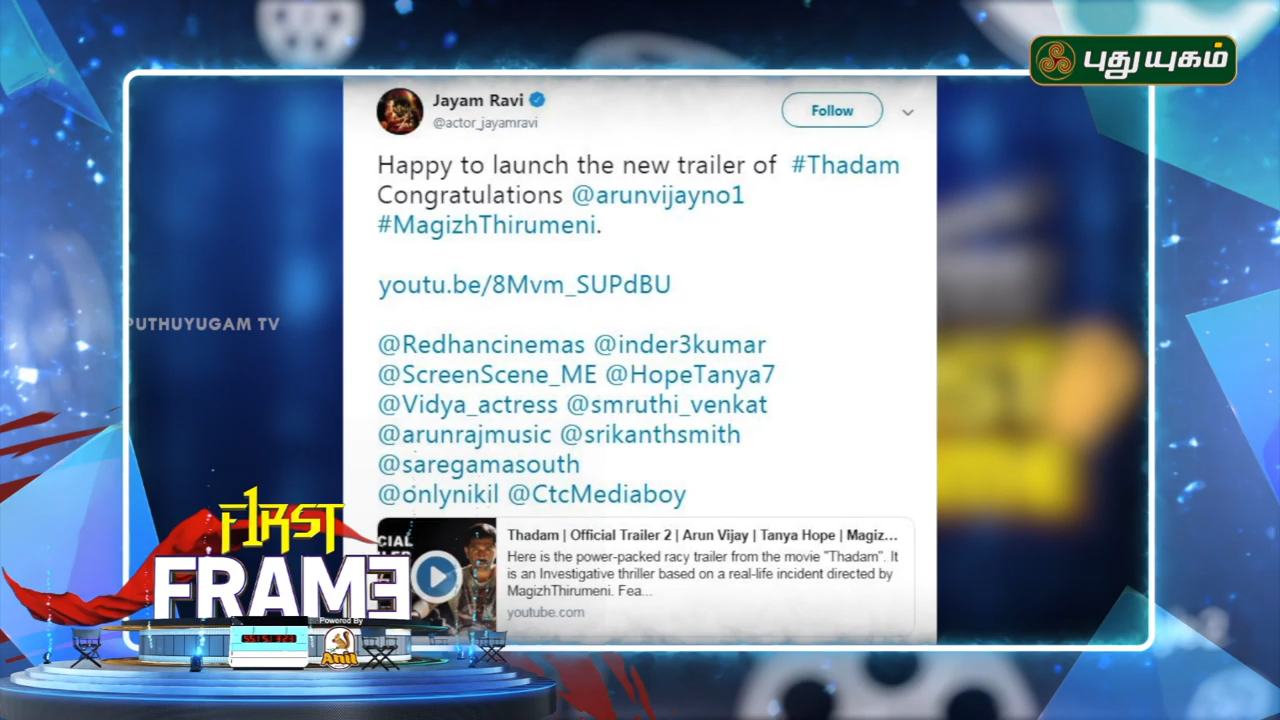 புதுயுகம்
Jayam Ravi
@actor_jayamravi
Follow
Happy to launch the new trailer of #Thadam
Congratulations @arunvijayno1
#MagizhThirumeni.
youtu.be/8Mvm_SUPdBU
PUTHUYUGAM TV
@Redhancinemas @inder3kumar
@ScreenScene_ME @HopeTanya7
@Vidya_actress @smruthi_venkat
@arunrajmusic @srikanthsmith
@saregamasouth
@onlynikil @CtcMediaboy
Thadam | Official Trailer 2 | Arun Vijay | Tanya Hope | Magiz...
Here is the power-packed racy trailer from the movie "Thadam". It
is an Investigative thriller based on a real-life incident directed by
MagizhThirumeni. Fea...
youtube.com
CIAL
F1RST
FRAME
Powered By
Anil